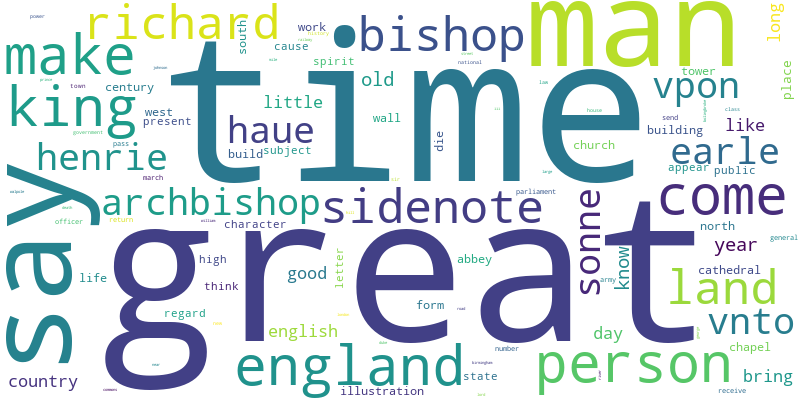 richard
bishop
man
long
power
south
work
cause
spirit
make
time
old
tower
vpon
place
town
century
little
king
west
present
haue
wall
die
send
building
like
government
pass
build
subject
church
henrie
earle
appear
public
march
say
archbishop
sidenote
parliament
come
officer
return
character
sonne
north
year
general
great
high
good
letter
abbey
know
life
think
land
cathedral
army
regard
form
english
day
vnto
england
number
person
chapel
country
state
illustration
bring
receive
house
national
class
law
large
birmingham
william
road